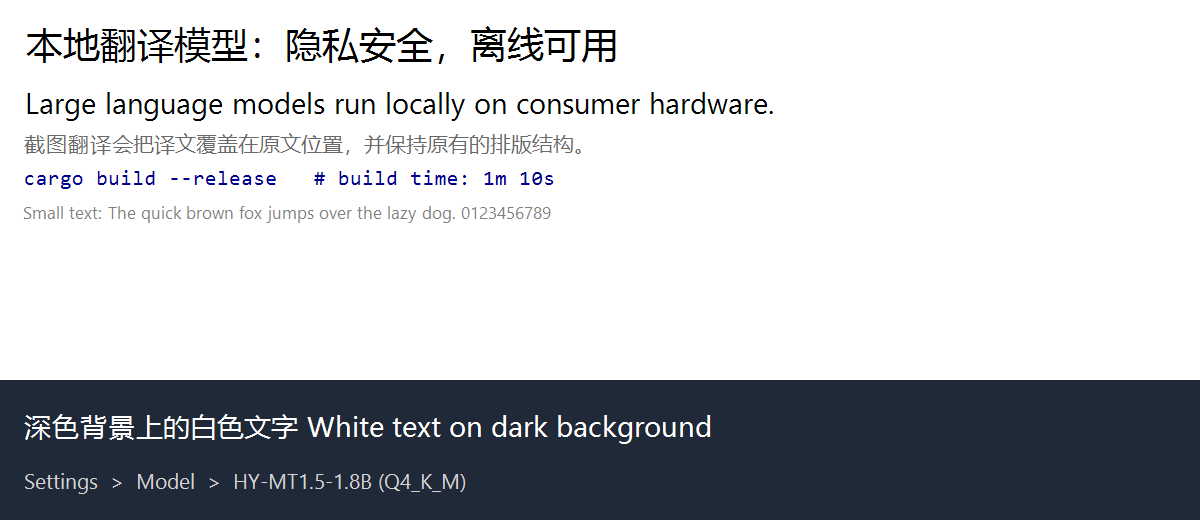 本地翻译模型：隐私安全，离线可用
Large language models run locally on consumer hardware.
截图翻译会把译文覆盖在原文位置，并保持原有的排版结构。
cargo build --release   # build time: 1m 10s
Small text: The quick brown fox jumps over the lazy dog. 0123456789
深色背景上的白色文字 White text on dark background
Settings  >  Model  >  HY-MT1.5-1.8B (Q4_K_M)